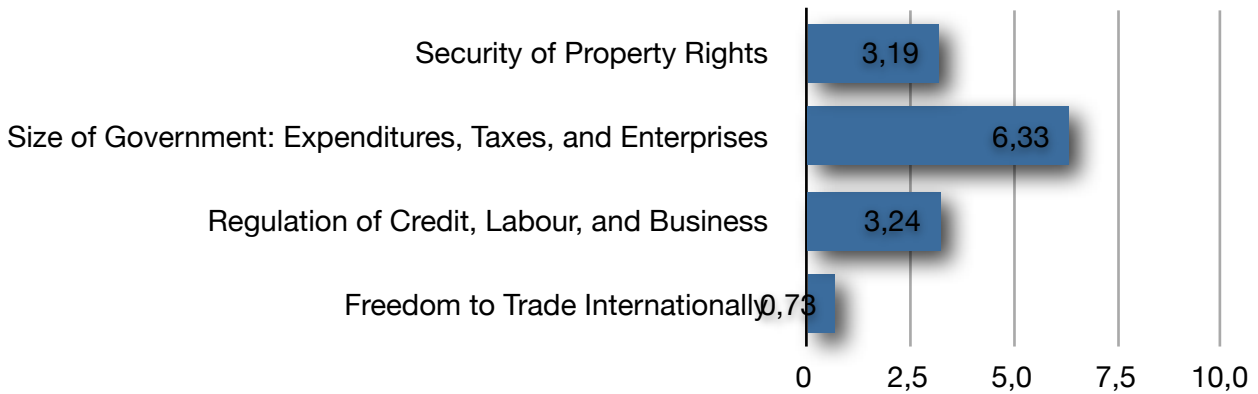 Security of Property Rights 3,19
Size of Government: Expenditures, Taxes, and Enterprises 6,33
Regulation of Credit, Labour, and Business 3,24
Freedom to Trade Internationally 0,73
0 2,5 5,0 7,5 10,0